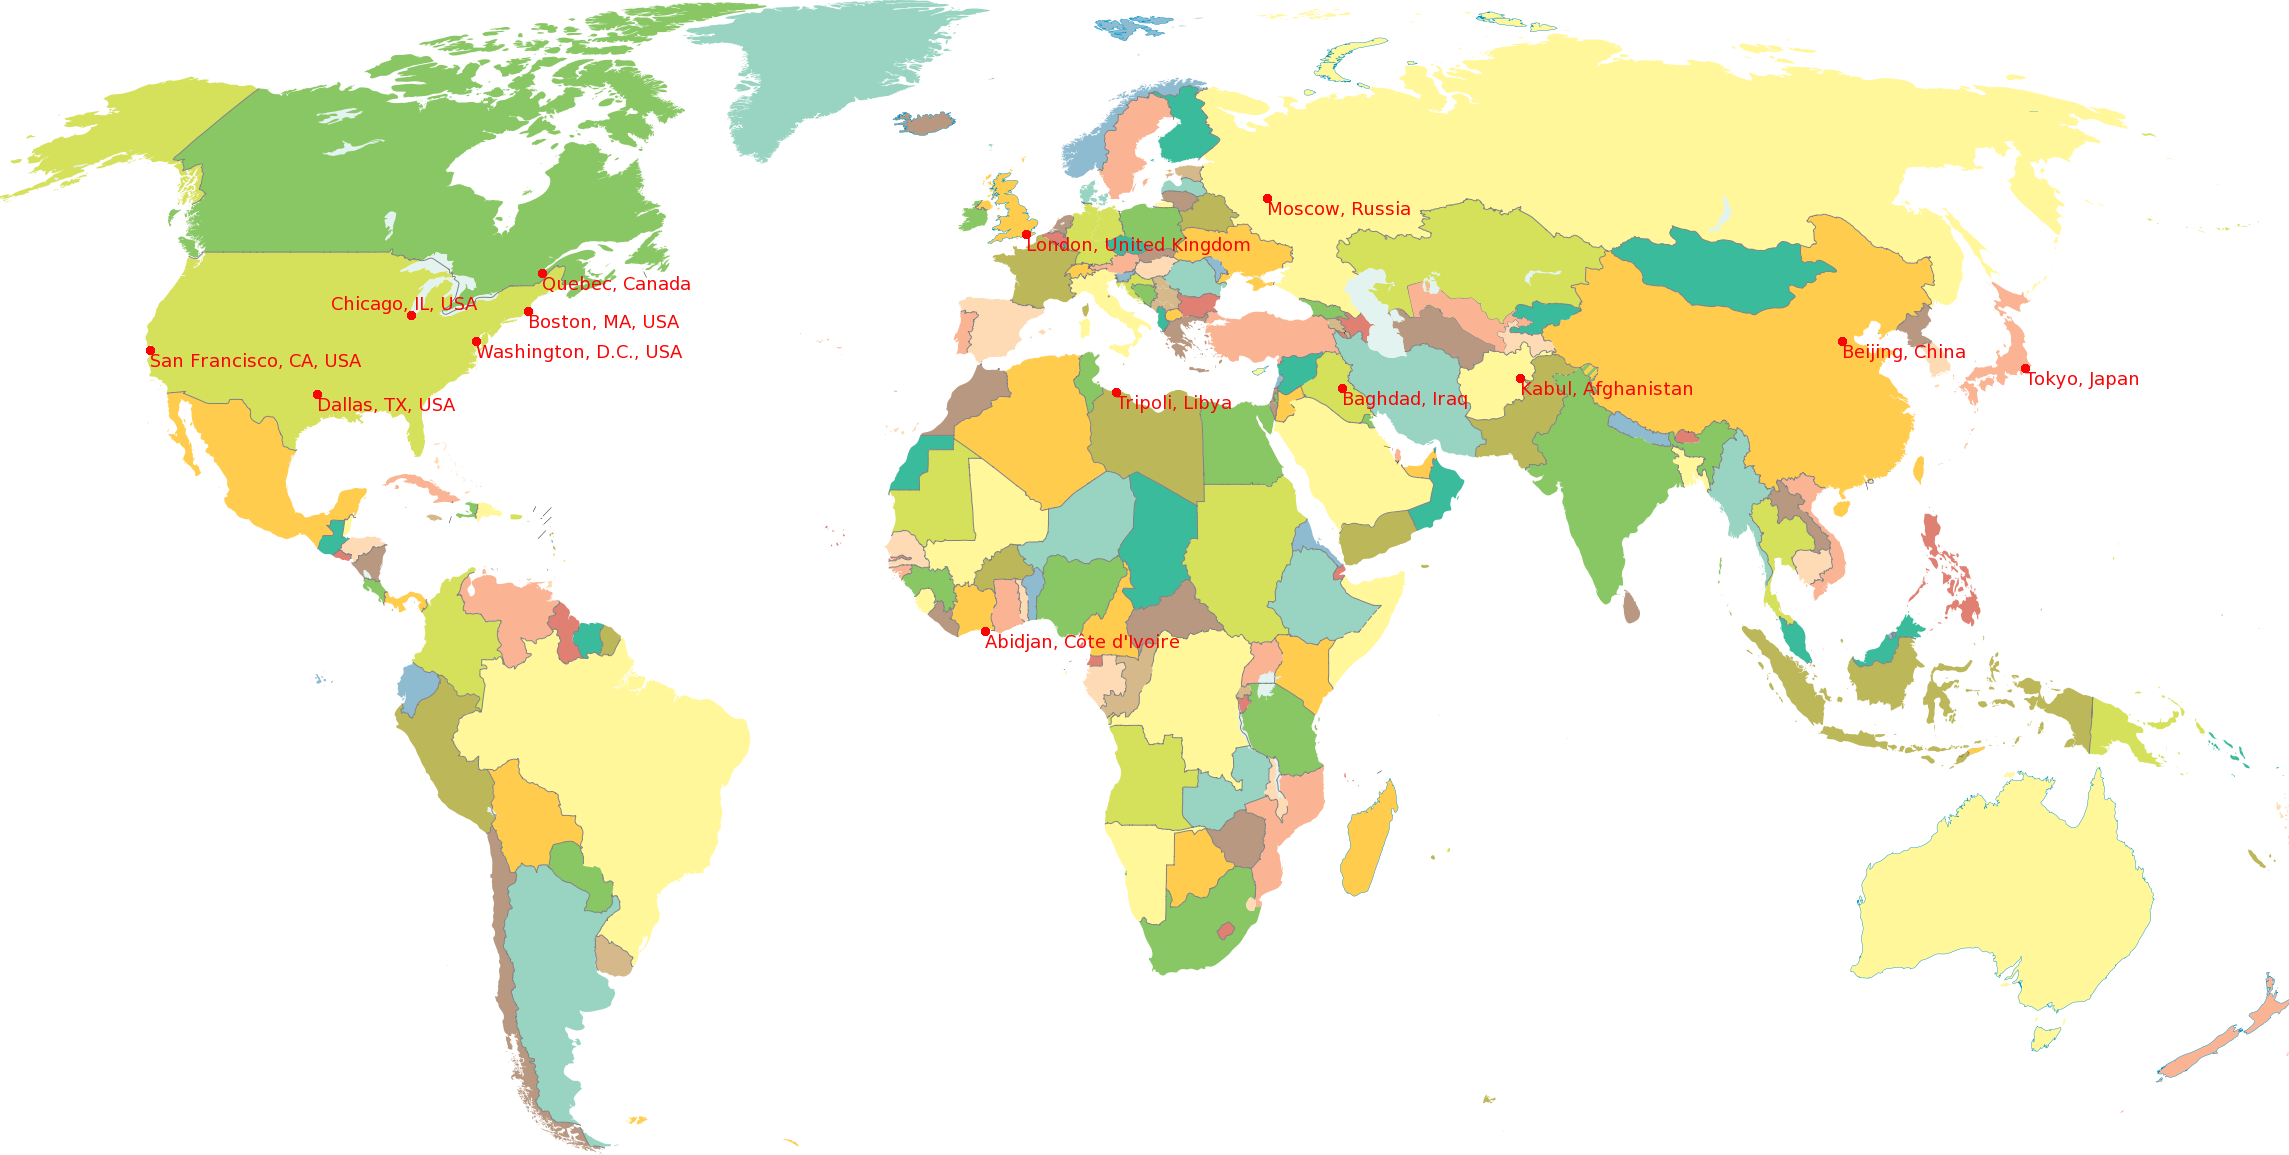 Moscow, Russia
London, United Kingdom
Quebec, Canada
Chicago, IL, USA
Boston, MA, USA
Washington, D.C., USA
Beijing, China
San Francisco, CA, USA
Tokyo, Japan
Kabul, Afghanistan
Baghdad, Iraq
Tripoli, Libya
Dallas, TX, USA
Abidjan, Côte d'Ivoire